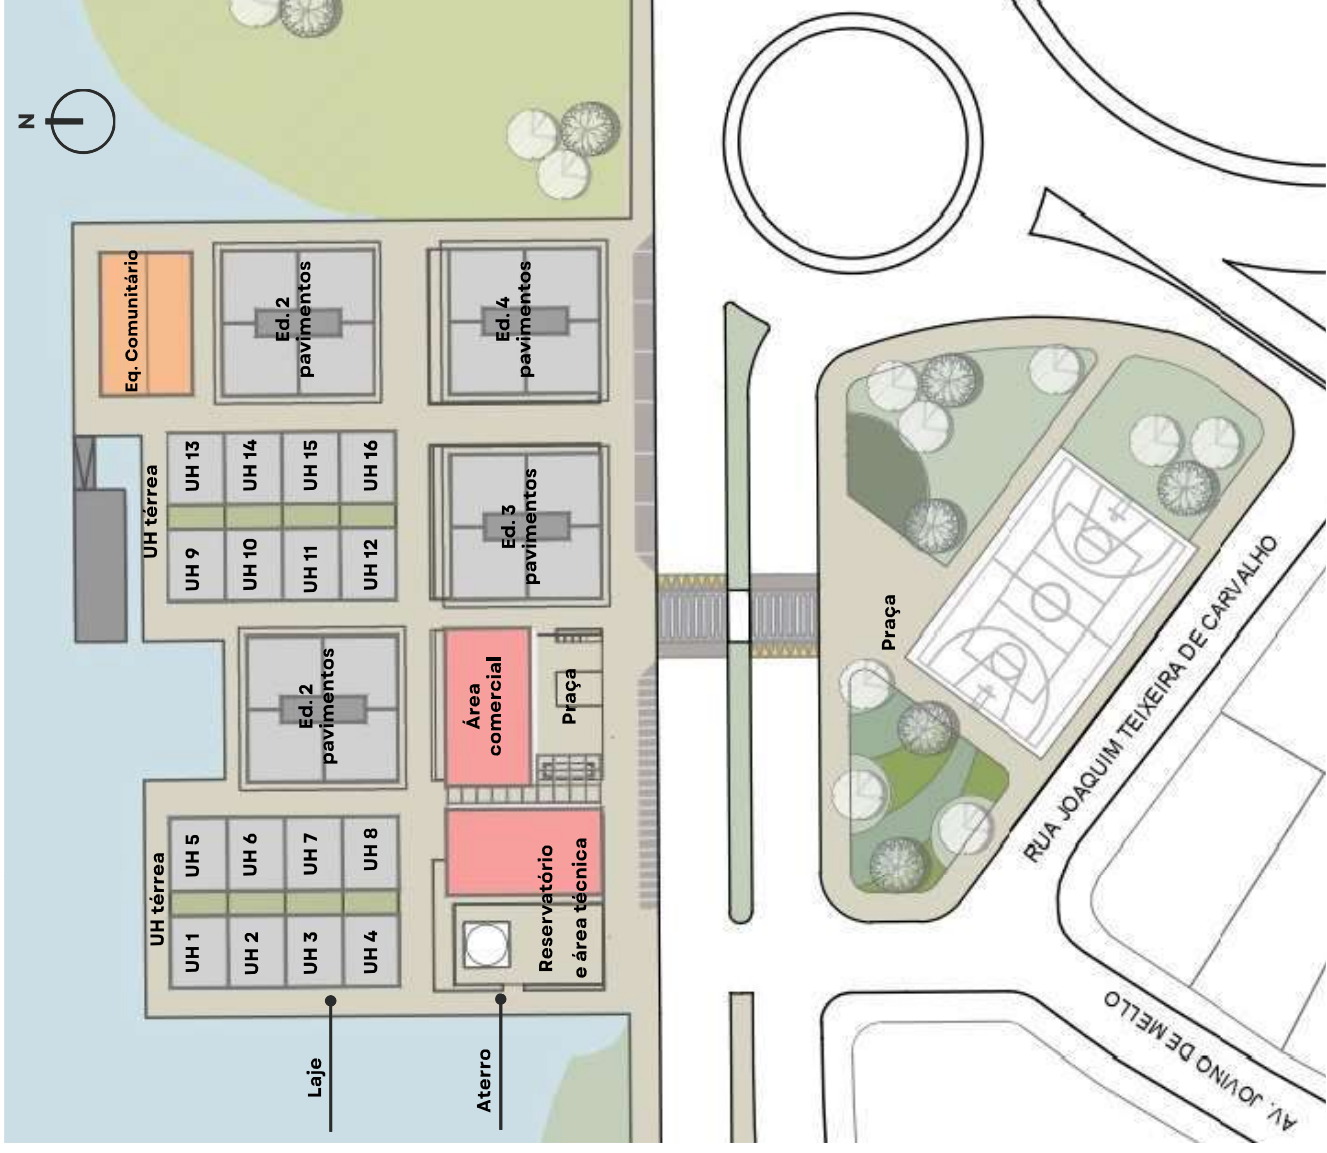 N
Eq. Comunitário
Ed. 2
pavimentos
Ed. 4
pavimentos
UH térrea
UH 13
UH 14
UH 15
UH 16
UH 9
UH 10
UH 11
UH 12
Ed. 3
pavimentos
Ed. 2
pavimentos
Área
comercial
Praça
Praça
UH térrea
UH 5
UH 6
UH 7
UH 8
UH 1
UH 2
UH 3
UH 4
Reservatório
e área técnica
Laje
Aterro
RUA JOAQUIM TEIXEIRA DE CARVALHO
AV. JOVINO DE MELLO